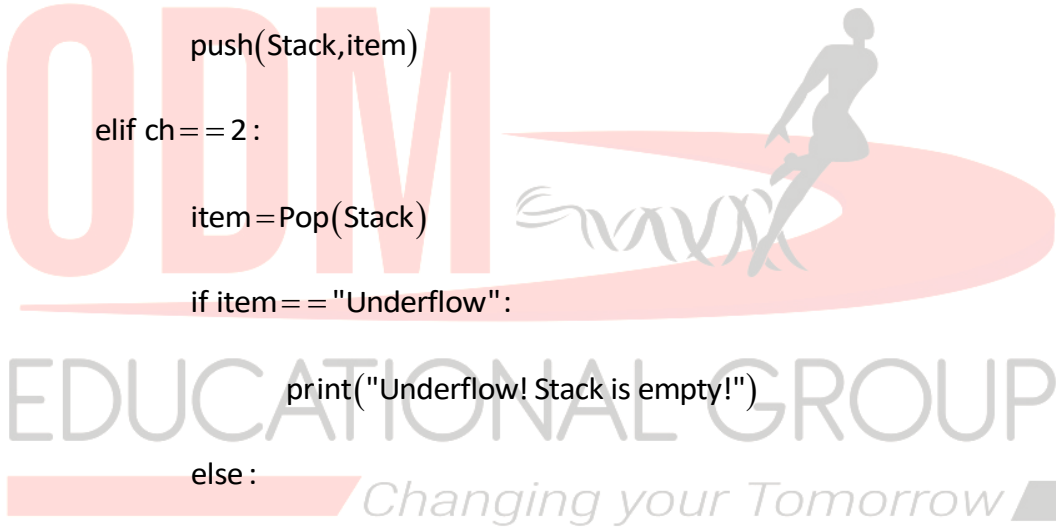 ODM
push(Stack,item)
elif ch==2:
item=Pop(Stack)
if item=="Underflow":
print("Underflow! Stack is empty!")
EDUCATIONAL GROUP
else:
Changing your Tomorrow